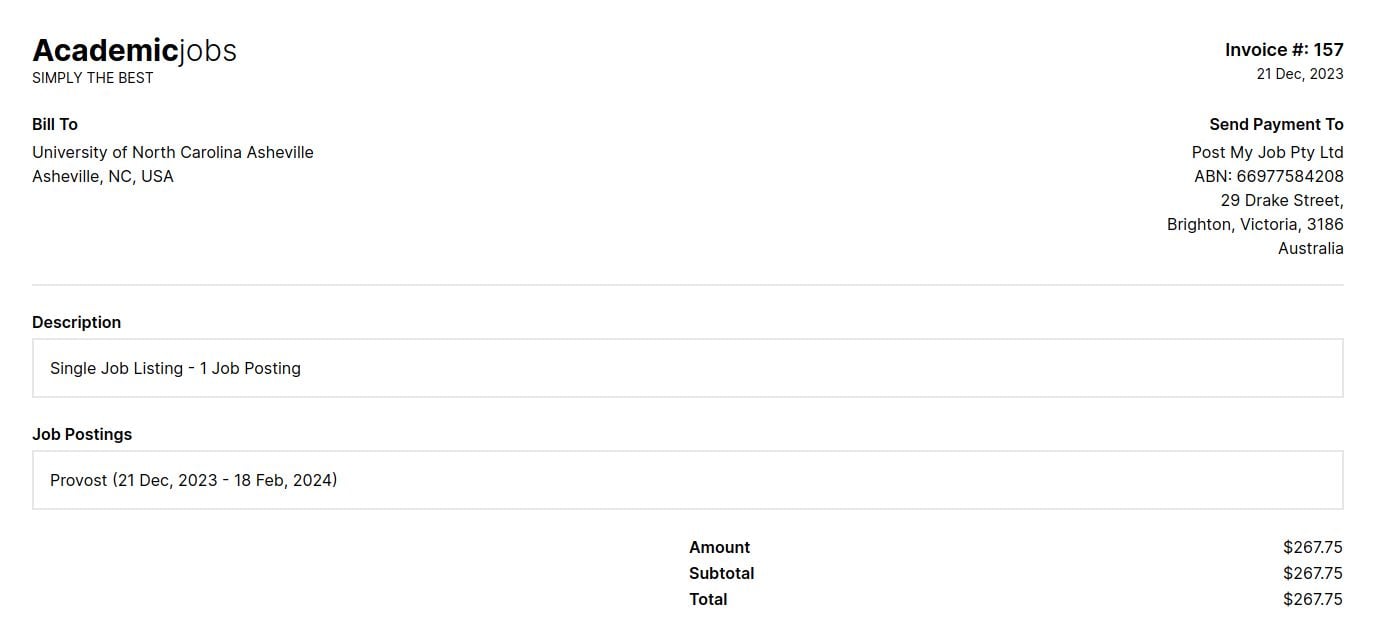 Academicjobs
SIMPLY THE BEST
Invoice #: 157
21 Dec, 2023
Bill To
University of North Carolina Asheville
Asheville, NC, USA
Send Payment To
Post My Job Pty Ltd
ABN: 66977584208
29 Drake Street,
Brighton, Victoria, 3186
Australia
Description
Single Job Listing - 1 Job Posting
Job Postings
Provost (21 Dec, 2023 - 18 Feb, 2024)
Amount $267.75
Subtotal $267.75
Total $267.75